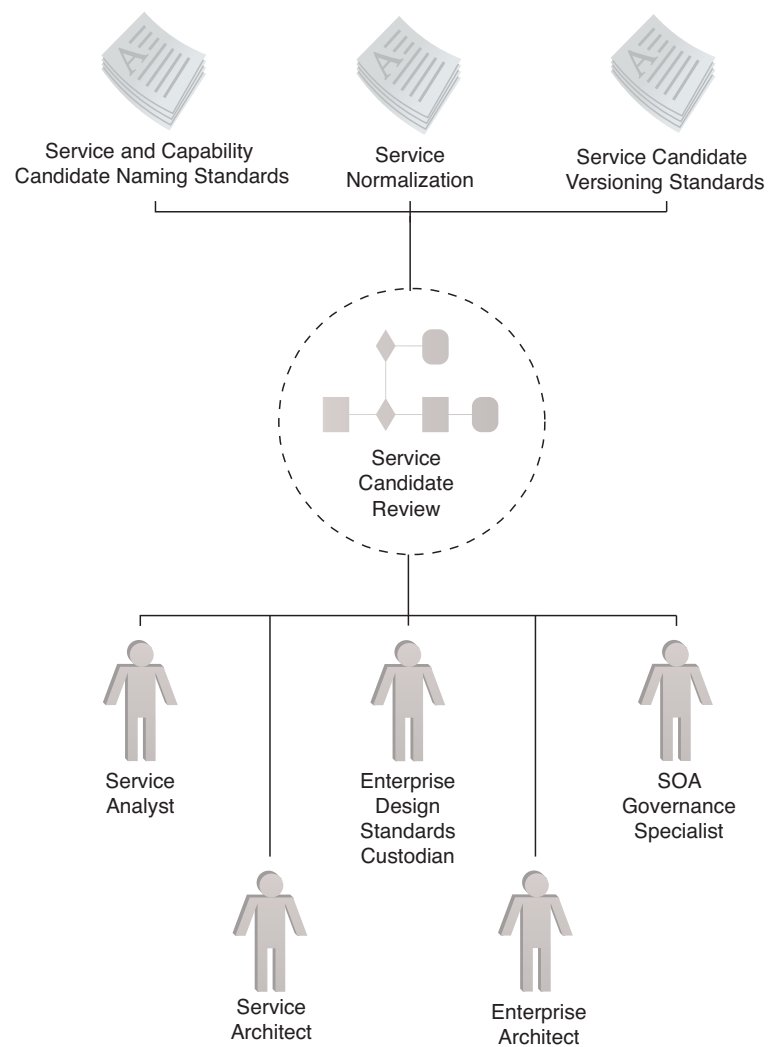 Service and Capability
Candidate Naming Standards
Service
Normalization
Service Candidate
Versioning Standards
Service
Candidate
Review
Service
Analyst
Enterprise
Design
Standards
Custodian
SOA
Governance
Specialist
Service
Architect
Enterprise
Architect